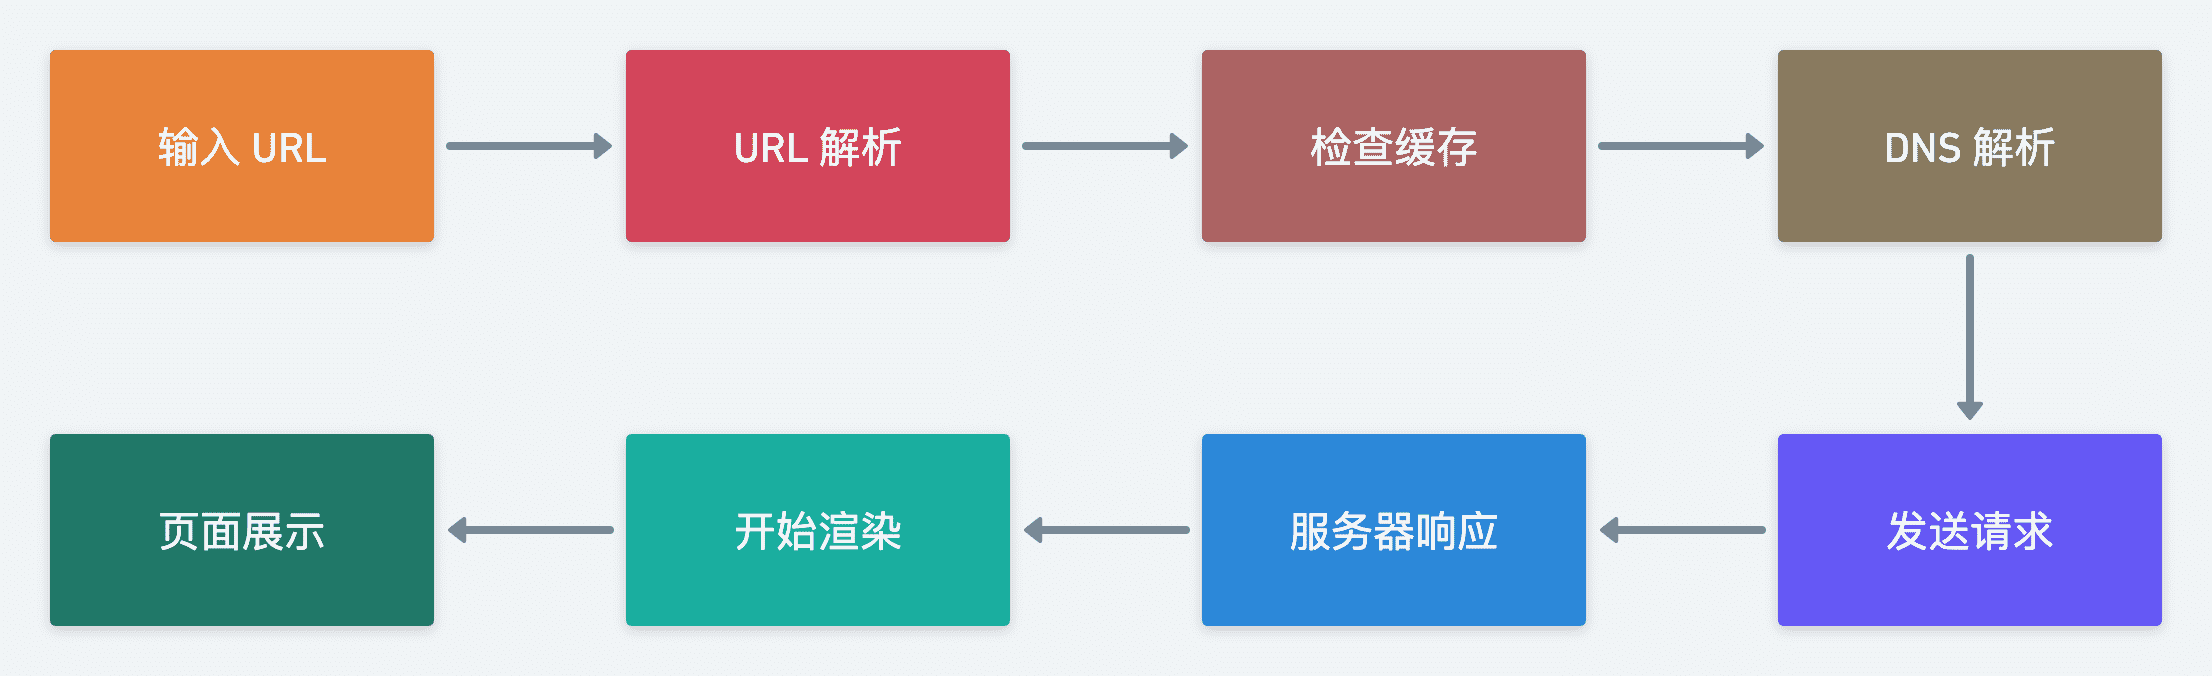 输入 URL
URL 解析
检查缓存
DNS 解析
发送请求
服务器响应
开始渲染
页面展示